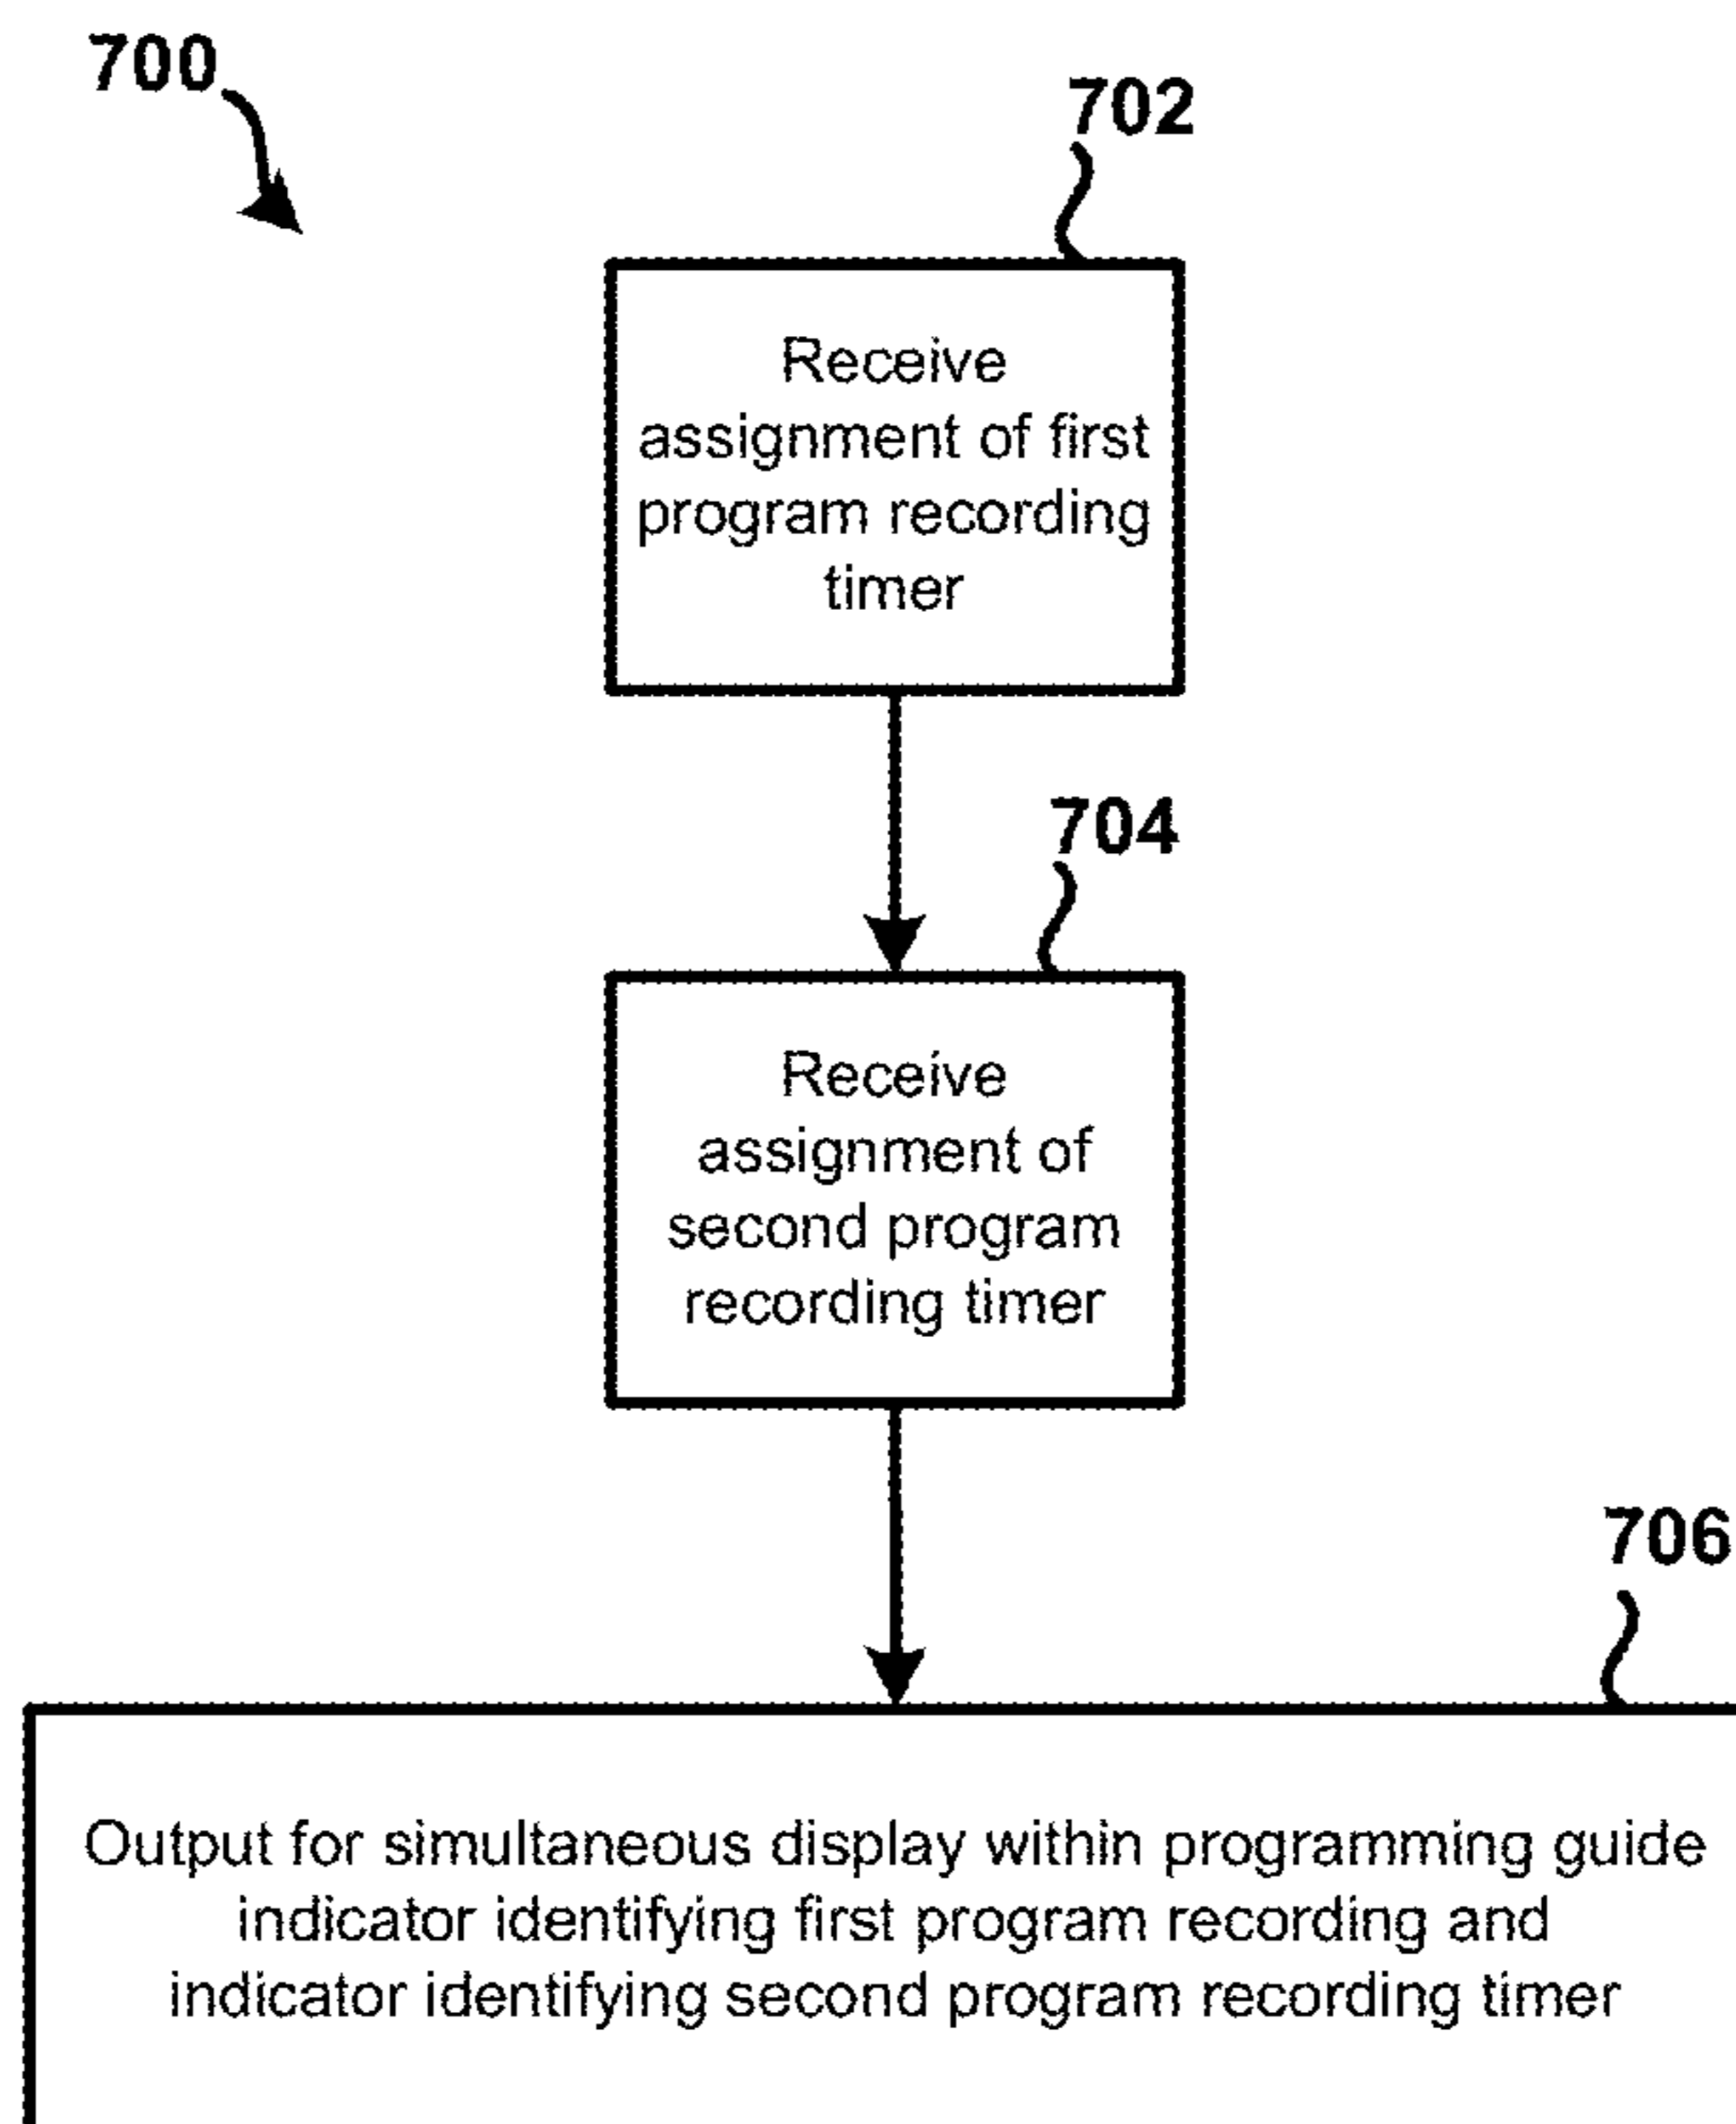 700
702
Receive
assignment of first
program recording
timer
704
Receive
assignment of
second program
recording timer
706
Output for simultaneous display within programming guide
indicator identifying first program recording and
indicator identifying second program recording timer